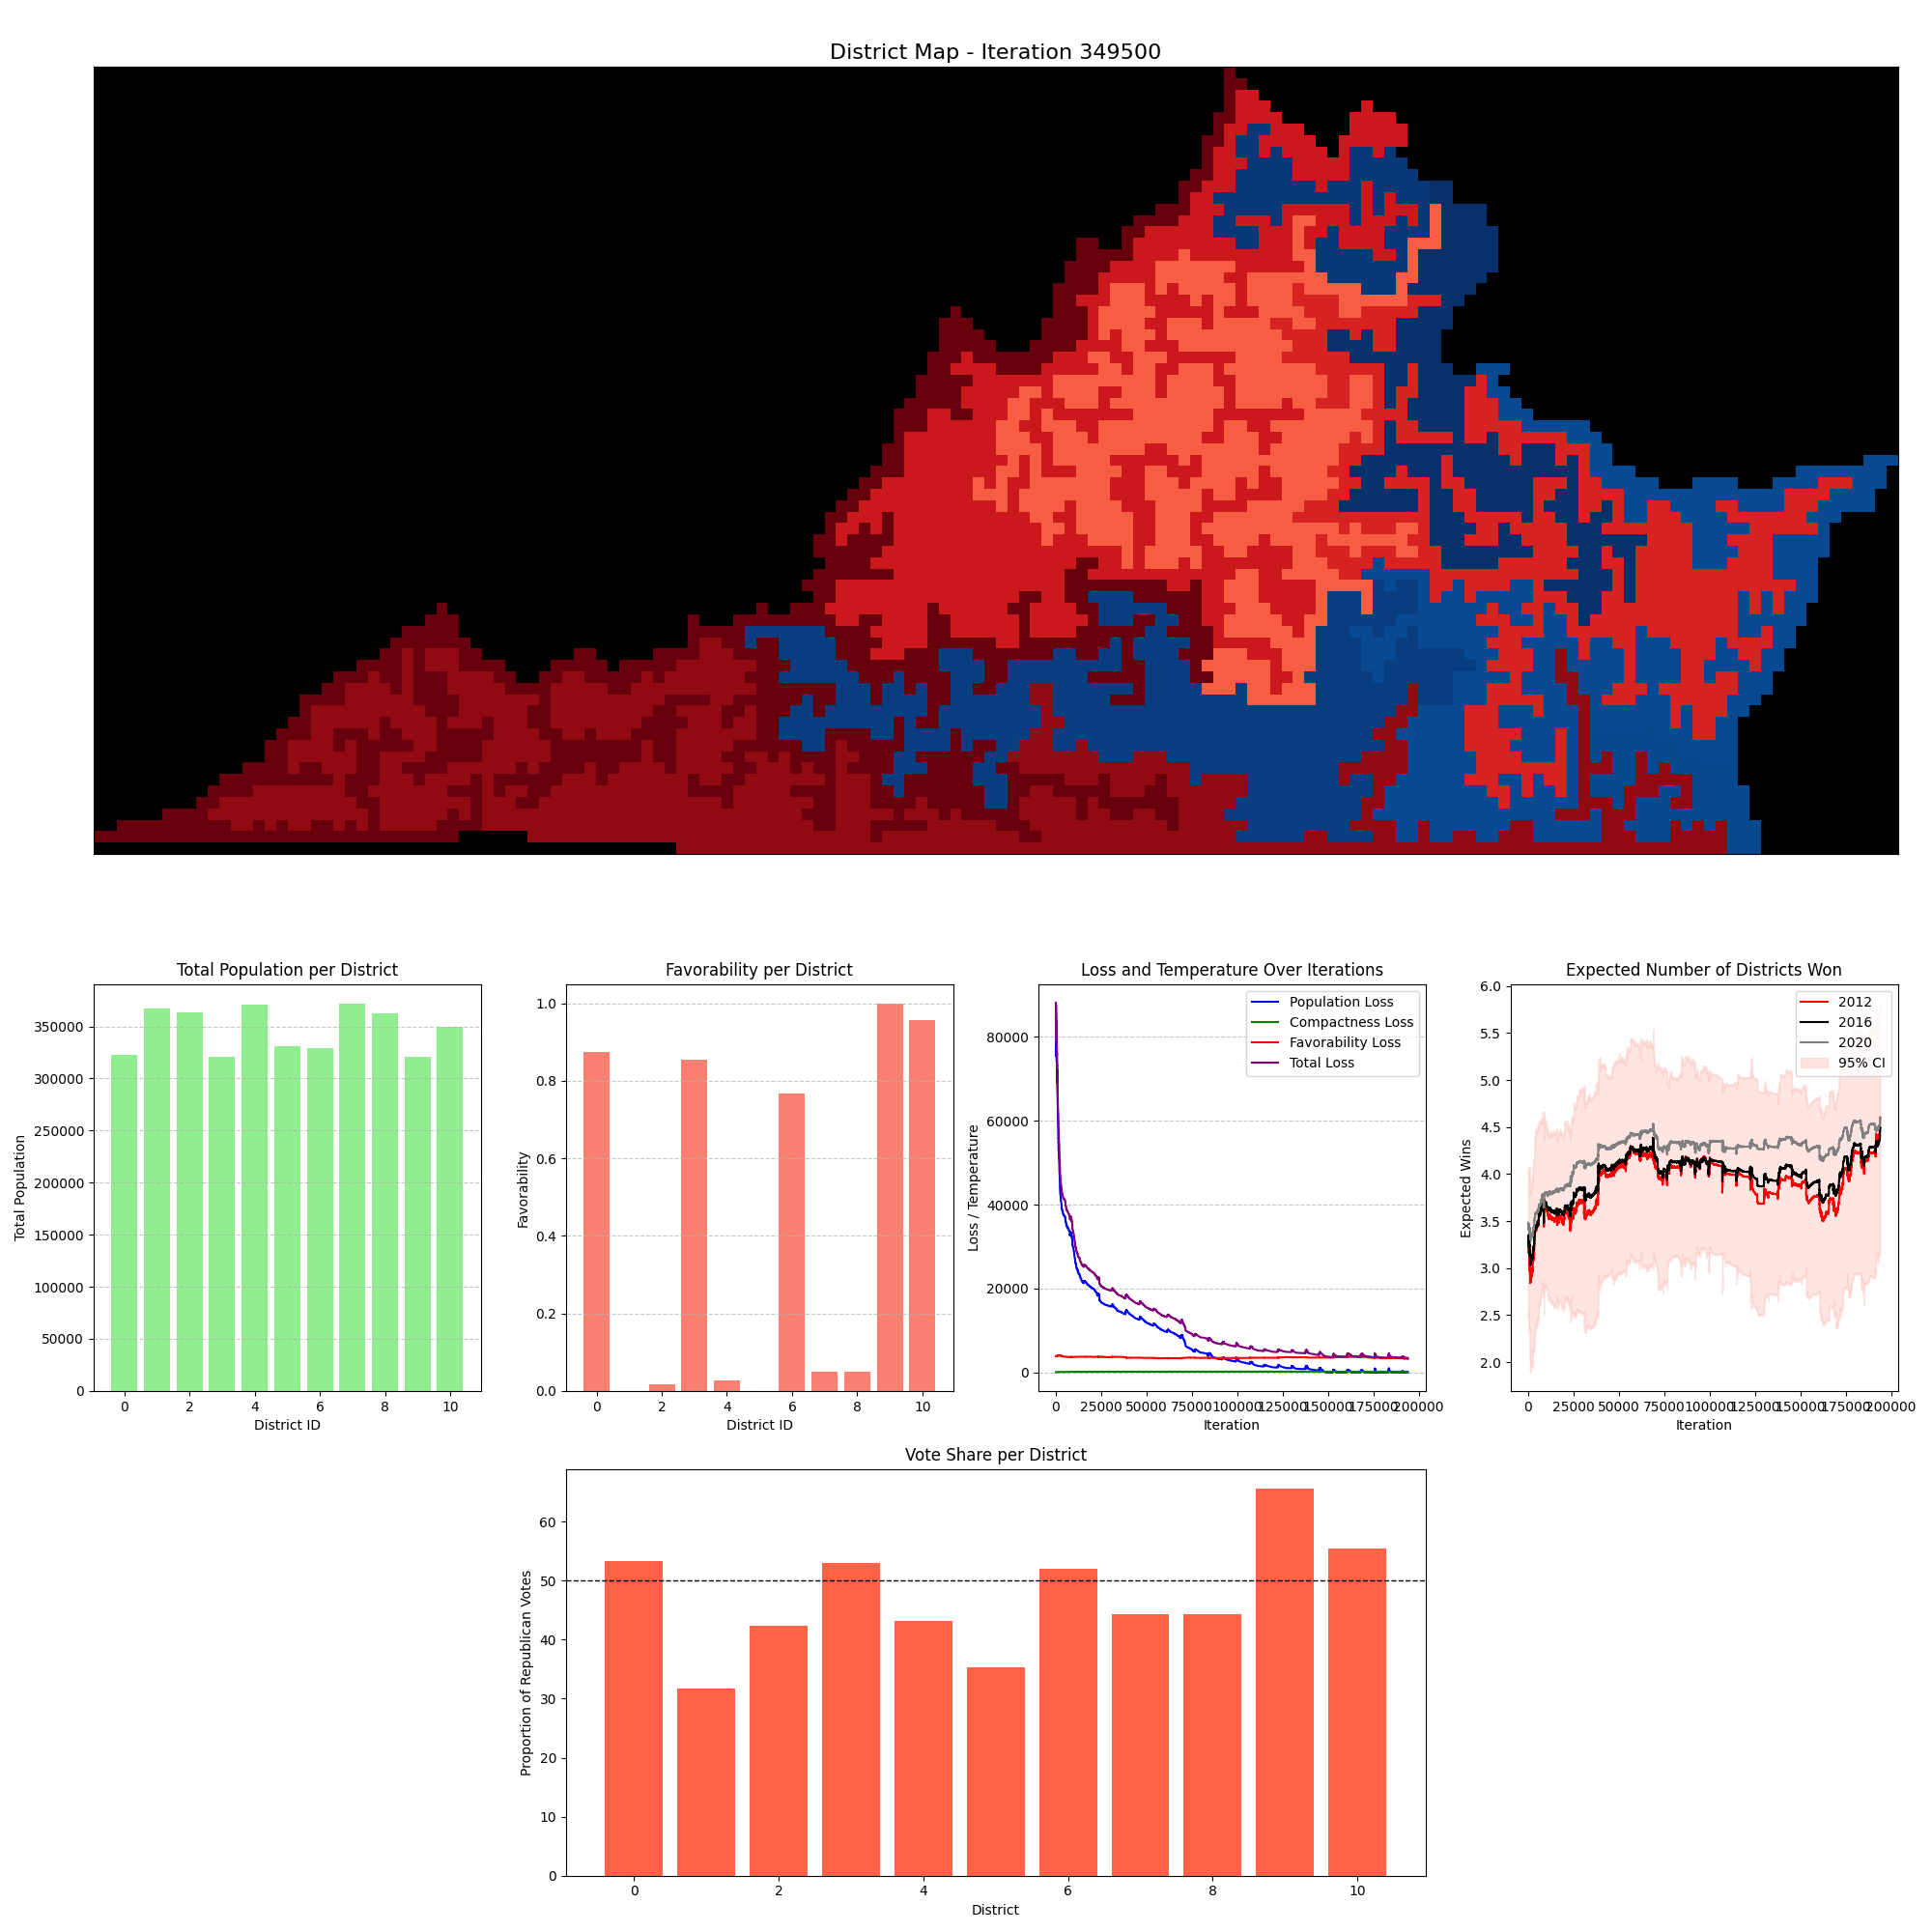 District Map - Iteration 349500
Total Population per District
Total Population
350000
300000
250000
200000
150000
100000
50000
0
0 2 4 6 8 10
District ID
Favorability per District
Favorability
1.0
0.8
0.6
0.4
0.2
0.0
0 2 4 6 8 10
District ID
Loss and Temperature Over Iterations
Loss / Temperature
80000
60000
40000
20000
0
Population Loss
Compactness Loss
Favorability Loss
Total Loss
0 25000 50000 75000 100000 125000 150000 175000 200000
Iteration
Expected Number of Districts Won
Expected Wins
6.0
5.5
5.0
4.5
4.0
3.5
3.0
2.5
2.0
2012
2016
2020
95% CI
0 25000 50000 75000 100000 125000 150000 175000 200000
Iteration
Vote Share per District
Proportion of Republican Votes
60
50
40
30
20
10
0
0 2 4 6 8 10
District